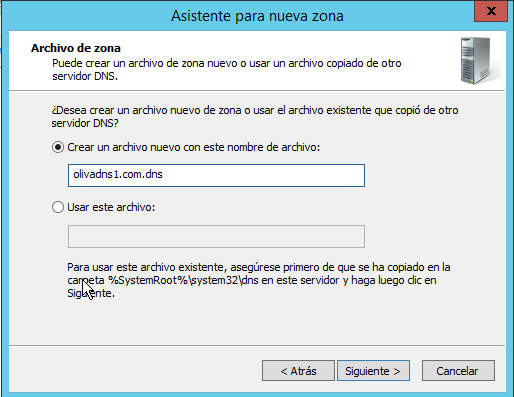 Asistente para nueva zona
x
Archivo de zona
Puede crear un archivo de zona nuevo o usar un archivo copiado de otro
servidor DNS.
¿Desea crear un archivo nuevo de zona o usar el archivo existente que copió de otro
servidor DNS?
Crear un archivo nuevo con este nombre de archivo:
olivadns1.com.dns
Usar este archivo:
Para usar este archivo existente, asegúrese primero de que se ha copiado en la
carpeta %SystemRoot%\system32\dns en este servidor y haga luego clic en
Siguiente.
< Atrás
Siguiente >
Cancelar